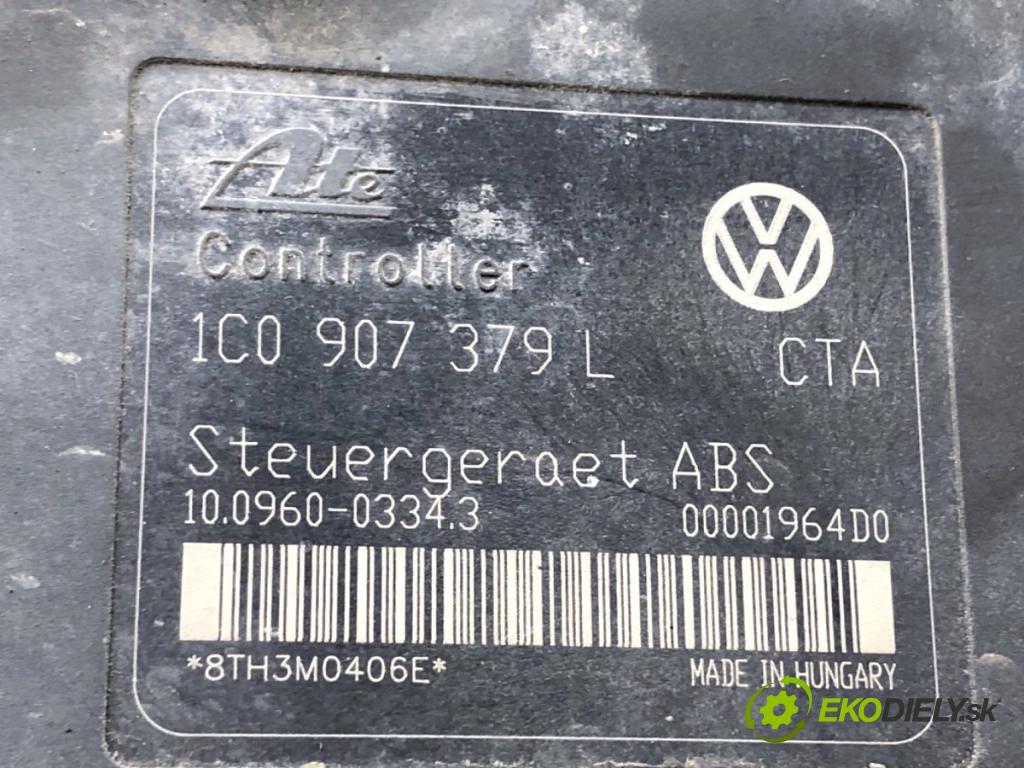 Ate
Controller
1C0 907 379 L CTA
Steuergeraet ABS
10.0960-0334.3 00001964D0
*8TH3M0406E* MADE IN HUNGARY
EKODIELY.sk